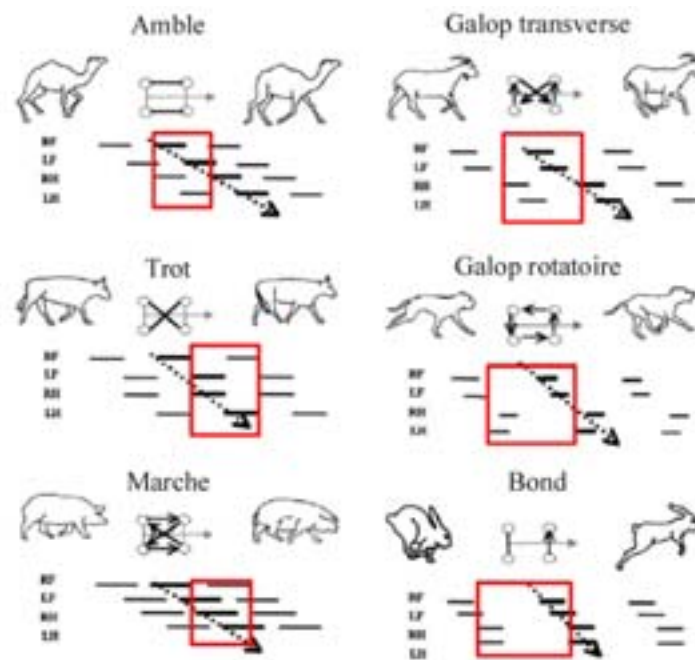 Amble
RF
LF
RH
LH
Galop transverse
RF
LF
RH
LH
Trot
RF
LF
RH
LH
Galop rotatoire
RF
LF
RH
LH
Marche
RF
LF
RH
LH
Bond
RF
LF
RH
LH